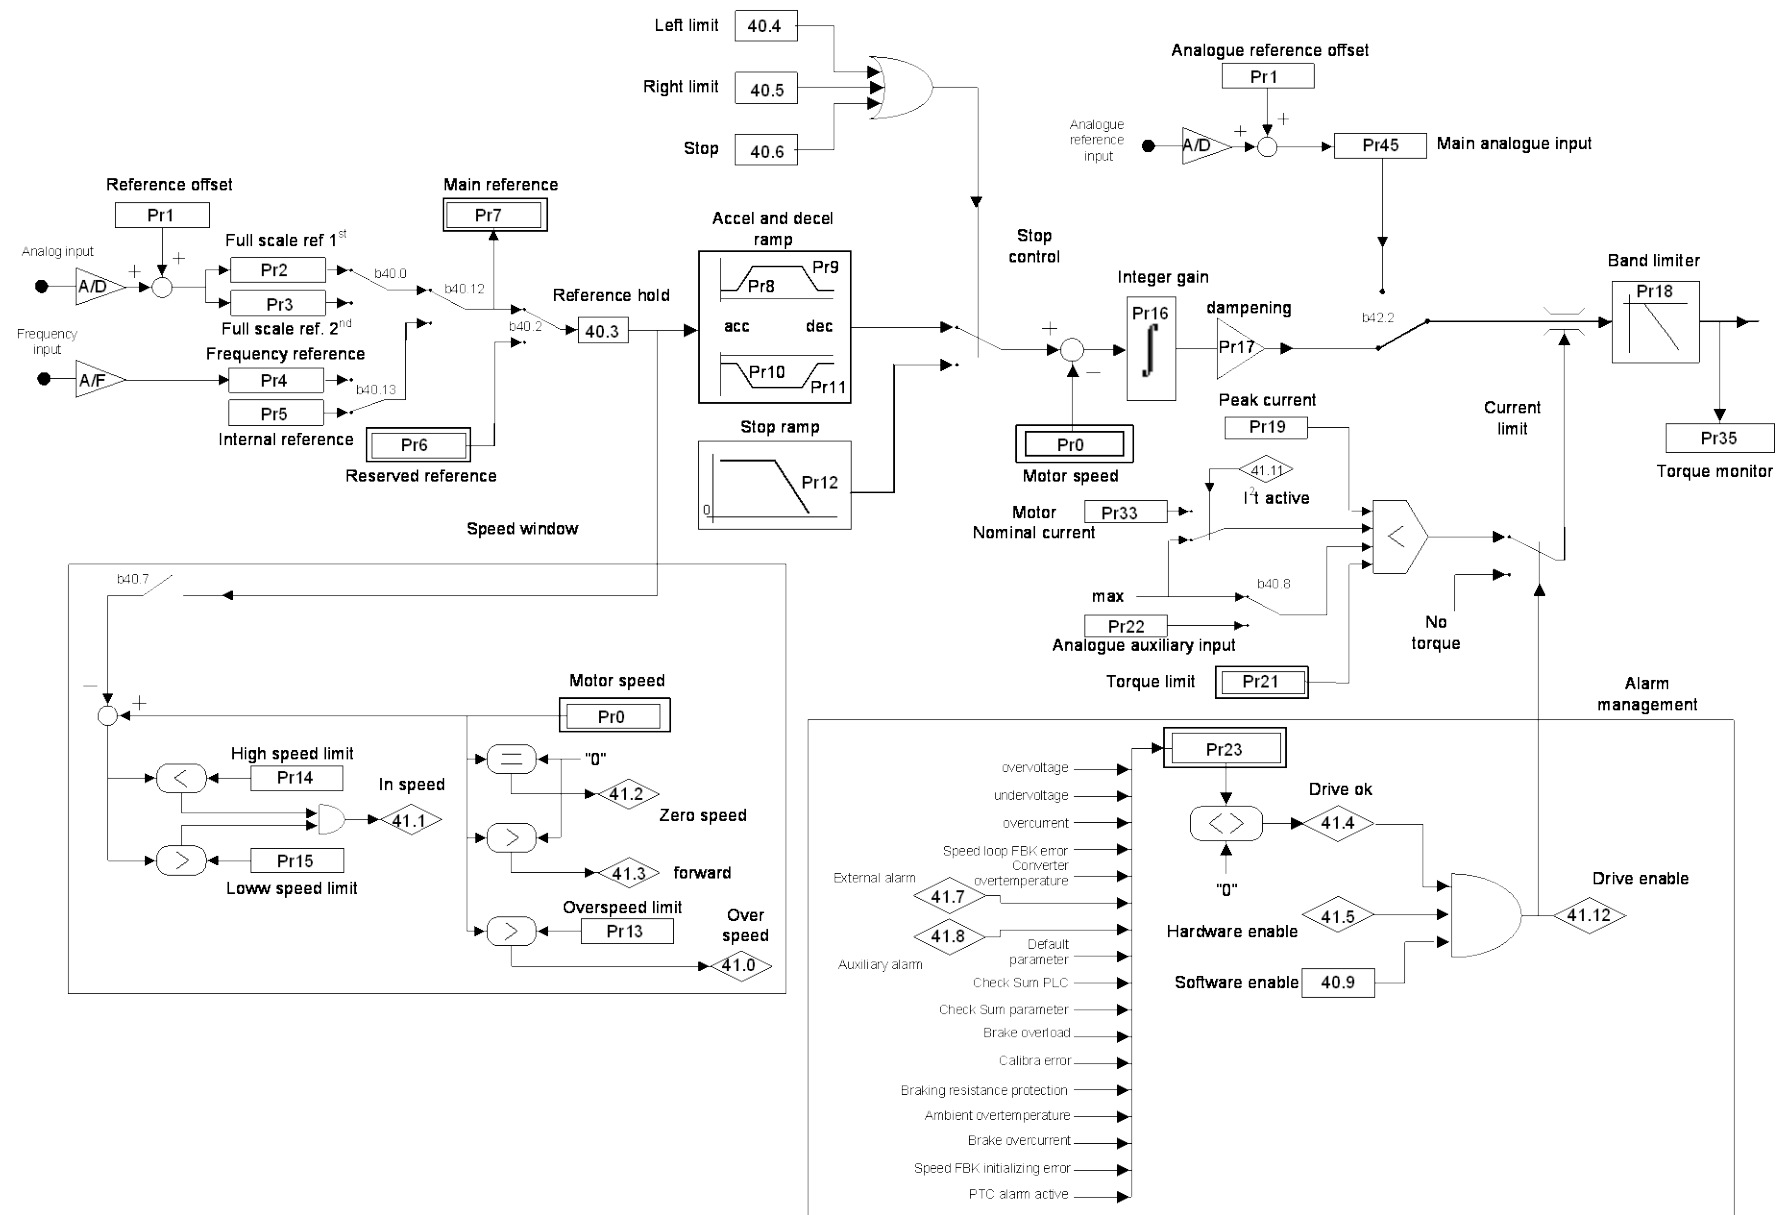 Left limit
40.4
Right limit
40.5
Stop
40.6
Analogue reference offset
Pr1
Analogue
reference
input
A/D
+
+
Pr45
Main analogue input
Reference offset
Pr1
Main reference
Pr7
Analog input
A/D
+
+
Full scale ref 1st
Pr2
Pr3
Full scale ref. 2nd
b40.0
b40.12
b40.2
Reference hold
40.3
Frequency
input
A/F
Frequency reference
Pr4
Pr5
Internal reference
b40.13
Pr6
Reserved reference
Accel and decel
ramp
Pr9
Pr8
acc
dec
Pr10
Pr11
Stop ramp
Pr12
0
Stop
control
+
−
Pr0
Motor speed
Integer gain
Pr16
∫
dampening
Pr17
b42.2
Band limiter
Pr18
Pr35
Torque monitor
Current
limit
Peak current
Pr19
41.11
I2t active
Motor
Nominal current
Pr33
<
max
b40.8
Pr22
Analogue auxiliary input
Torque limit
Pr21
No
torque
Speed window
b40.7
−
+
Motor speed
Pr0
High speed limit
<
Pr14
In speed
41.1
>
Pr15
Loww speed limit
=
"0"
41.2
Zero speed
>
41.3
forward
Overspeed limit
>
Pr13
Over
speed
41.0
Alarm
management
Pr23
overvoltage
undervoltage
overcurrent
Speed loop FBK error
Converter
overtemperature
External alarm
41.7
41.8
Auxiliary alarm
Default
parameter
Check Sum PLC
Check Sum parameter
Brake overload
Calibra error
Braking resistance protection
Ambient overtemperature
Brake overcurrent
Speed FBK initializing error
PTC alarm active
<>
"0"
Drive ok
41.4
Hardware enable
41.5
Software enable
40.9
Drive enable
41.12